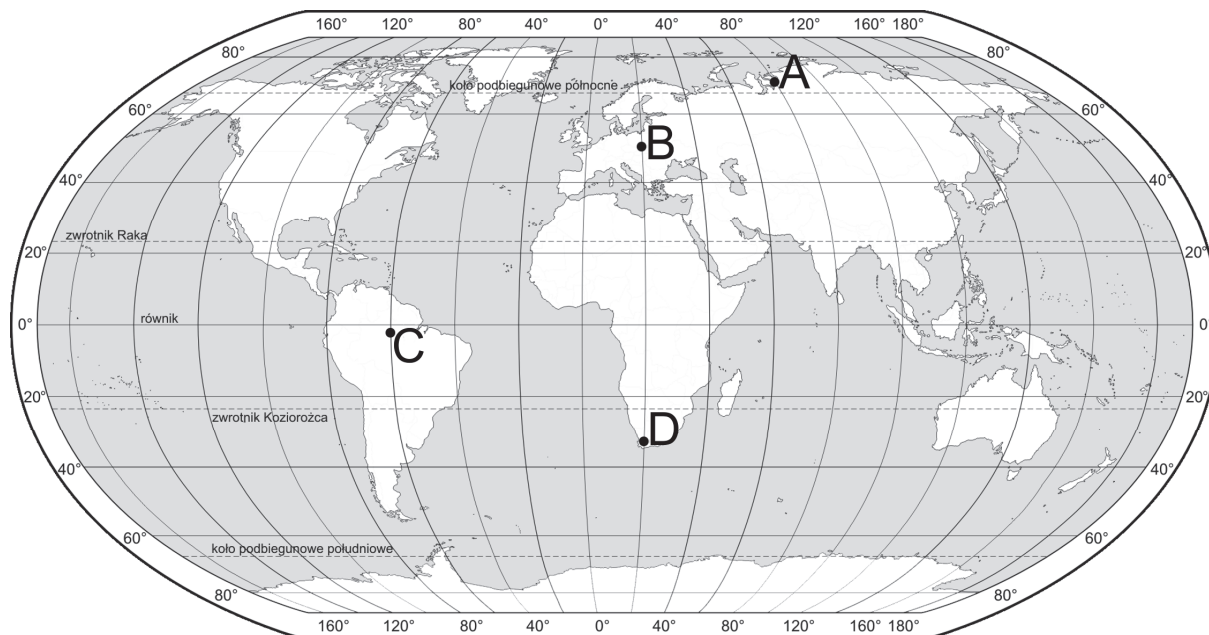 160° 120° 80° 40° 0° 40° 80° 120° 160° 180°
80° 80°
A
koło podbiegunowe północne
60° 60°
B
40° 40°
zwrotnik Raka
20° 20°
równik
0° 0°
C
20° 20°
zwrotnik Koziorożca
D
40° 40°
koło podbiegunowe południowe
60° 60°
80° 80°
160° 120° 80° 40° 0° 40° 80° 120° 160° 180°